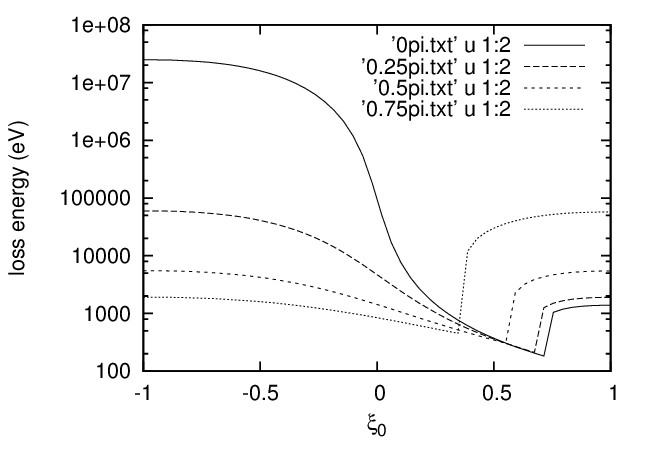 1e+08
1e+07
1e+06
100000
10000
1000
100
loss energy (eV)
'0pi.txt' u 1:2
'0.25pi.txt' u 1:2
'0.5pi.txt' u 1:2
'0.75pi.txt' u 1:2
-1 -0.5 0 0.5 1
ξ0